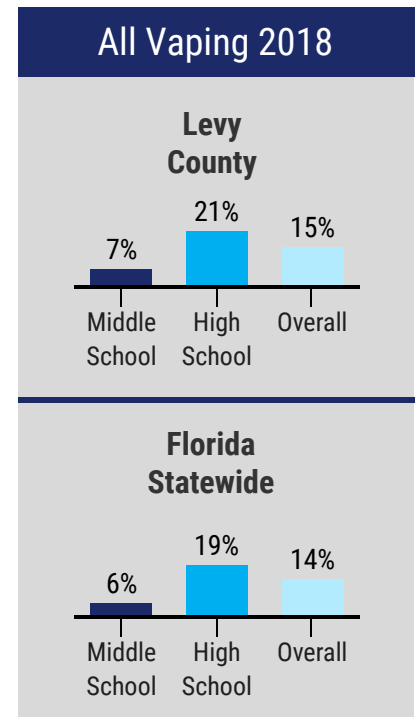 All Vaping 2018
Levy
County
7%
21%
15%
Middle
School
High
School
Overall
Florida
Statewide
6%
19%
14%
Middle
School
High
School
Overall